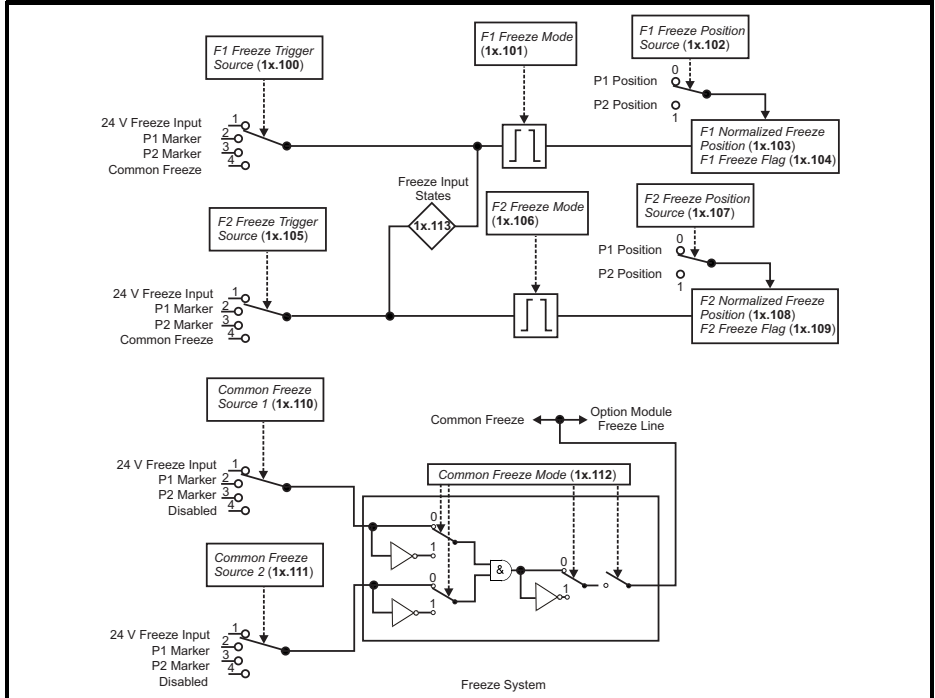 F1 Freeze Trigger
Source (1x.100)
F1 Freeze Mode
(1x.101)
F1 Freeze Position
Source (1x.102)
0
P1 Position
P2 Position
1
24 V Freeze Input
P1 Marker
P2 Marker
Common Freeze
1
2
3
4
F1 Normalized Freeze
Position (1x.103)
F1 Freeze Flag (1x.104)
Freeze Input
States
1x.113
F2 Freeze Trigger
Source (1x.105)
F2 Freeze Mode
(1x.106)
F2 Freeze Position
Source (1x.107)
0
P1 Position
P2 Position
1
24 V Freeze Input
P1 Marker
P2 Marker
Common Freeze
1
2
3
4
F2 Normalized Freeze
Position (1x.108)
F2 Freeze Flag (1x.109)
Common Freeze
Source 1 (1x.110)
Common Freeze
Option Module
Freeze Line
24 V Freeze Input
P1 Marker
P2 Marker
Disabled
1
2
3
4
Common Freeze Mode (1x.112)
0
1
0
1
&
0
1
Common Freeze
Source 2 (1x.111)
24 V Freeze Input
P1 Marker
P2 Marker
Disabled
1
2
3
4
Freeze System